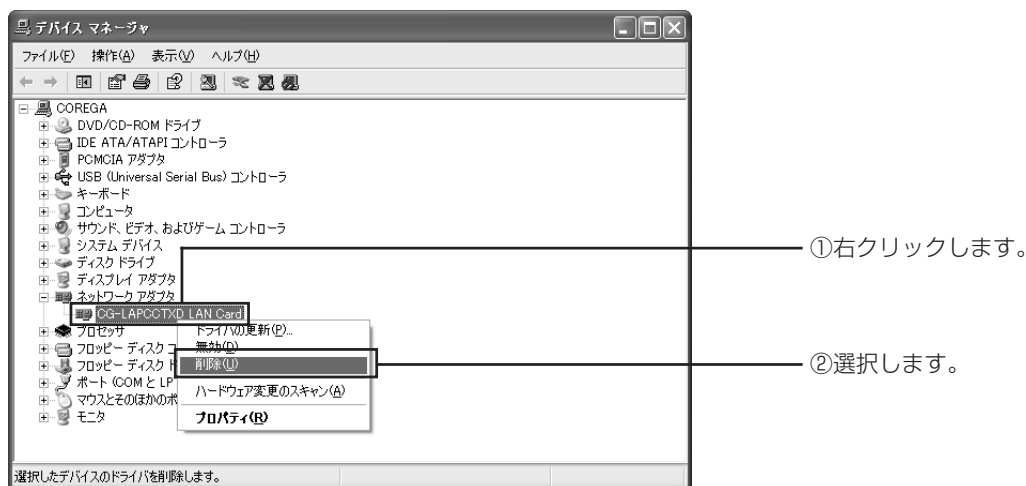 デバイス マネージャ
ファイル(F) 操作(A) 表示(V) ヘルプ(H)
COREGA
DVD/CD-ROM ドライブ
IDE ATA/ATAPI コントローラ
PCMCIA アダプタ
USB (Universal Serial Bus) コントローラ
キーボード
コンピュータ
サウンド、ビデオ、およびゲーム コントローラ
システム デバイス
ディスク ドライブ
ディスプレイ アダプタ
ネットワーク アダプタ
CG-LAPCCTXD LAN Card
プロセッサ
フロッピー ディスク コ
フロッピー ディスク ド
ポート (COM と LP
マウスとそのほかのポ
モニタ
ドライバの更新(P)...
無効(D)
削除(U)
ハードウェア変更のスキャン(A)
プロパティ(R)
選択したデバイスのドライバを削除します。
①右クリックします。
②選択します。